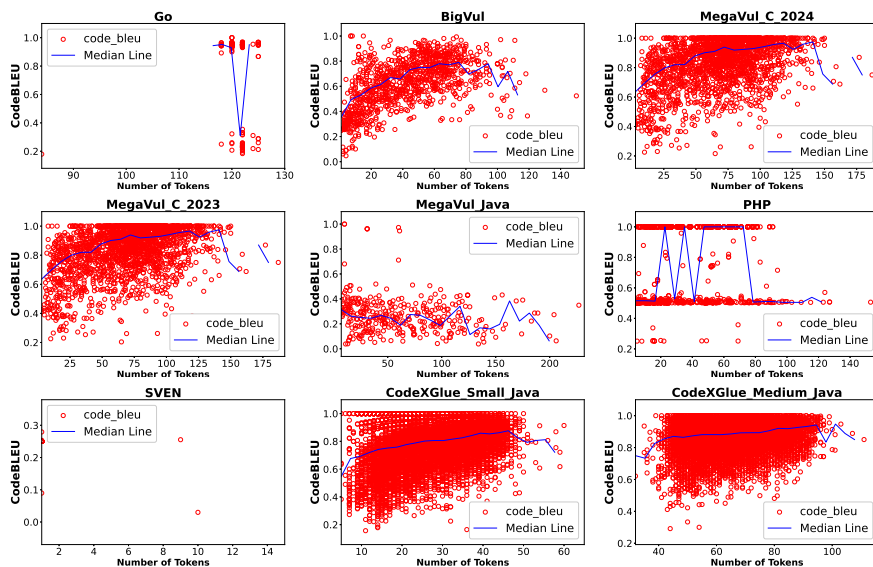 Go
CodeBLEU
1.0
0.8
0.6
0.4
0.2
code_bleu
Median Line
90
100
110
120
130
Number of Tokens
BigVul
CodeBLEU
1.0
0.8
0.6
0.4
0.2
0.0
code_bleu
Median Line
20
40
60
80
100
120
140
Number of Tokens
MegaVul_C_2024
CodeBLEU
1.0
0.8
0.6
0.4
0.2
code_bleu
Median Line
25
50
75
100
125
150
175
Number of Tokens
MegaVul_C_2023
CodeBLEU
1.0
0.8
0.6
0.4
0.2
code_bleu
Median Line
25
50
75
100
125
150
175
Number of Tokens
MegaVul_Java
CodeBLEU
1.0
0.8
0.6
0.4
0.2
0.0
code_bleu
Median Line
50
100
150
200
Number of Tokens
PHP
CodeBLEU
1.0
0.8
0.6
0.4
0.2
code_bleu
Median Line
20
40
60
80
100
120
140
Number of Tokens
SVEN
CodeBLEU
0.3
0.2
0.1
0.0
code_bleu
Median Line
2
4
6
8
10
12
14
Number of Tokens
CodeXGlue_Small_Java
CodeBLEU
1.0
0.8
0.6
0.4
0.2
code_bleu
Median Line
10
20
30
40
50
60
Number of Tokens
CodeXGlue_Medium_Java
CodeBLEU
1.0
0.8
0.6
0.4
0.2
code_bleu
Median Line
40
60
80
100
Number of Tokens